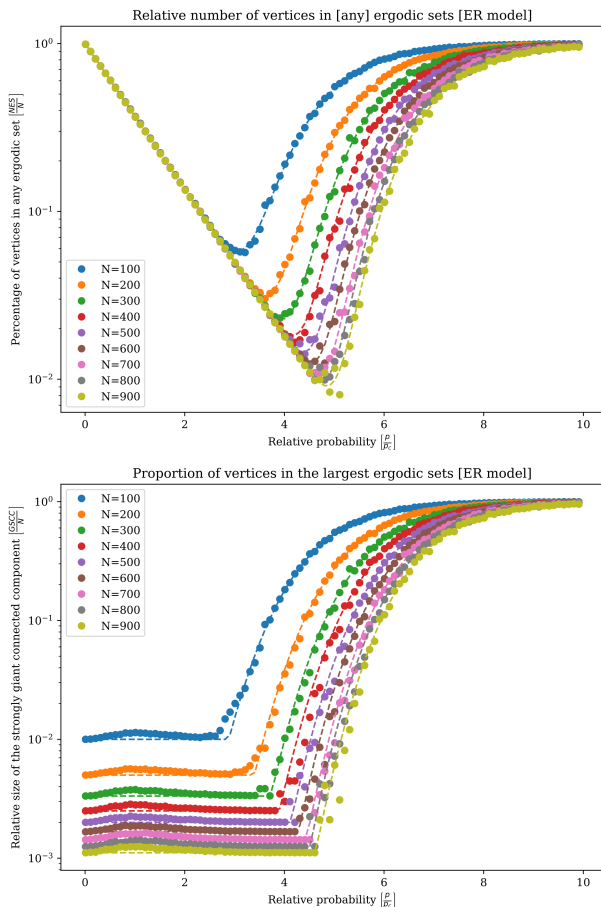 Relative number of vertices in [any] ergodic sets [ER model]
Percentage of vertices in any ergodic set [NES/N]
10⁰
10⁻¹
10⁻²
N=100
N=200
N=300
N=400
N=500
N=600
N=700
N=800
N=900
0 2 4 6 8 10
Relative probability [p/p_c]
Proportion of vertices in the largest ergodic sets [ER model]
Relative size of the strongly giant connected component [GSCC/N]
10⁰
10⁻¹
10⁻²
10⁻³
N=100
N=200
N=300
N=400
N=500
N=600
N=700
N=800
N=900
0 2 4 6 8 10
Relative probability [p/p_c]